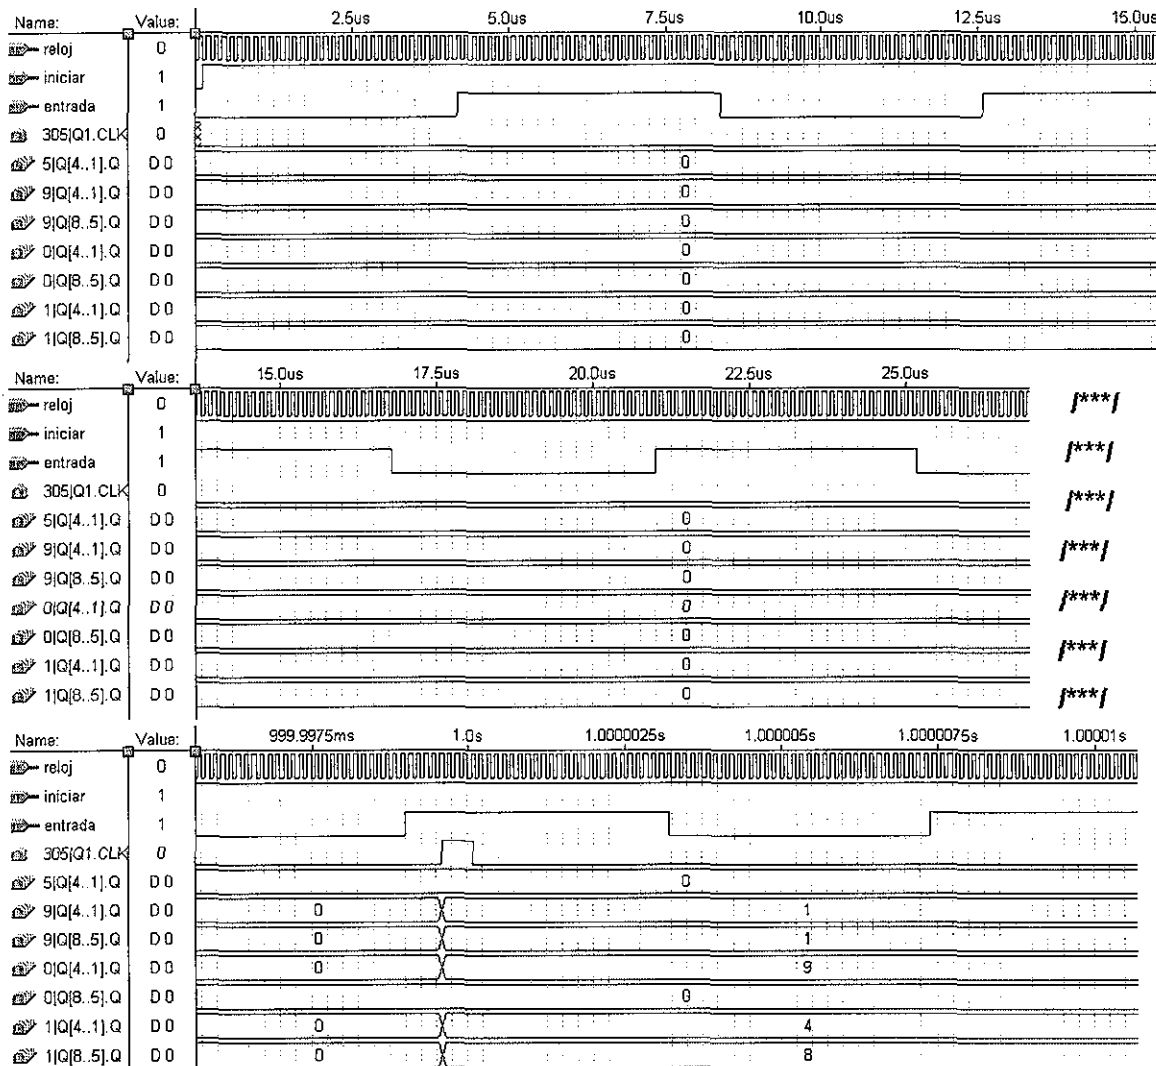 Name: Value: 2.5us 5.0us 7.5us 10.0us 12.5us 15.0us
reloj 0
iniciar 1
entrada 1
305|Q1.CLK 0
5|Q[4..1].Q D 0 0
9|Q[4..1].Q D 0 0
9|Q[8..5].Q D 0 0
0|Q[4..1].Q D 0 0
0|Q[8..5].Q D 0 0
1|Q[4..1].Q D 0 0
1|Q[8..5].Q D 0 0
Name: Value: 15.0us 17.5us 20.0us 22.5us 25.0us
reloj 0 /***/
iniciar 1
entrada 1 /***/
305|Q1.CLK 0 /***/
5|Q[4..1].Q D 0 0
9|Q[4..1].Q D 0 0 /***/
9|Q[8..5].Q D 0 0
0|Q[4..1].Q D 0 0 /***/
0|Q[8..5].Q D 0 0 /***/
1|Q[4..1].Q D 0 0
1|Q[8..5].Q D 0 0 /***/
Name: Value: 999.9975ms 1.0s 1.0000025s 1.000005s 1.0000075s 1.00001s
reloj 0
iniciar 1
entrada 1
305|Q1.CLK 0
5|Q[4..1].Q D 0 0
9|Q[4..1].Q D 0 0 1
9|Q[8..5].Q D 0 0 1
0|Q[4..1].Q D 0 0 9
0|Q[8..5].Q D 0 0
1|Q[4..1].Q D 0 0 4
1|Q[8..5].Q D 0 0 8